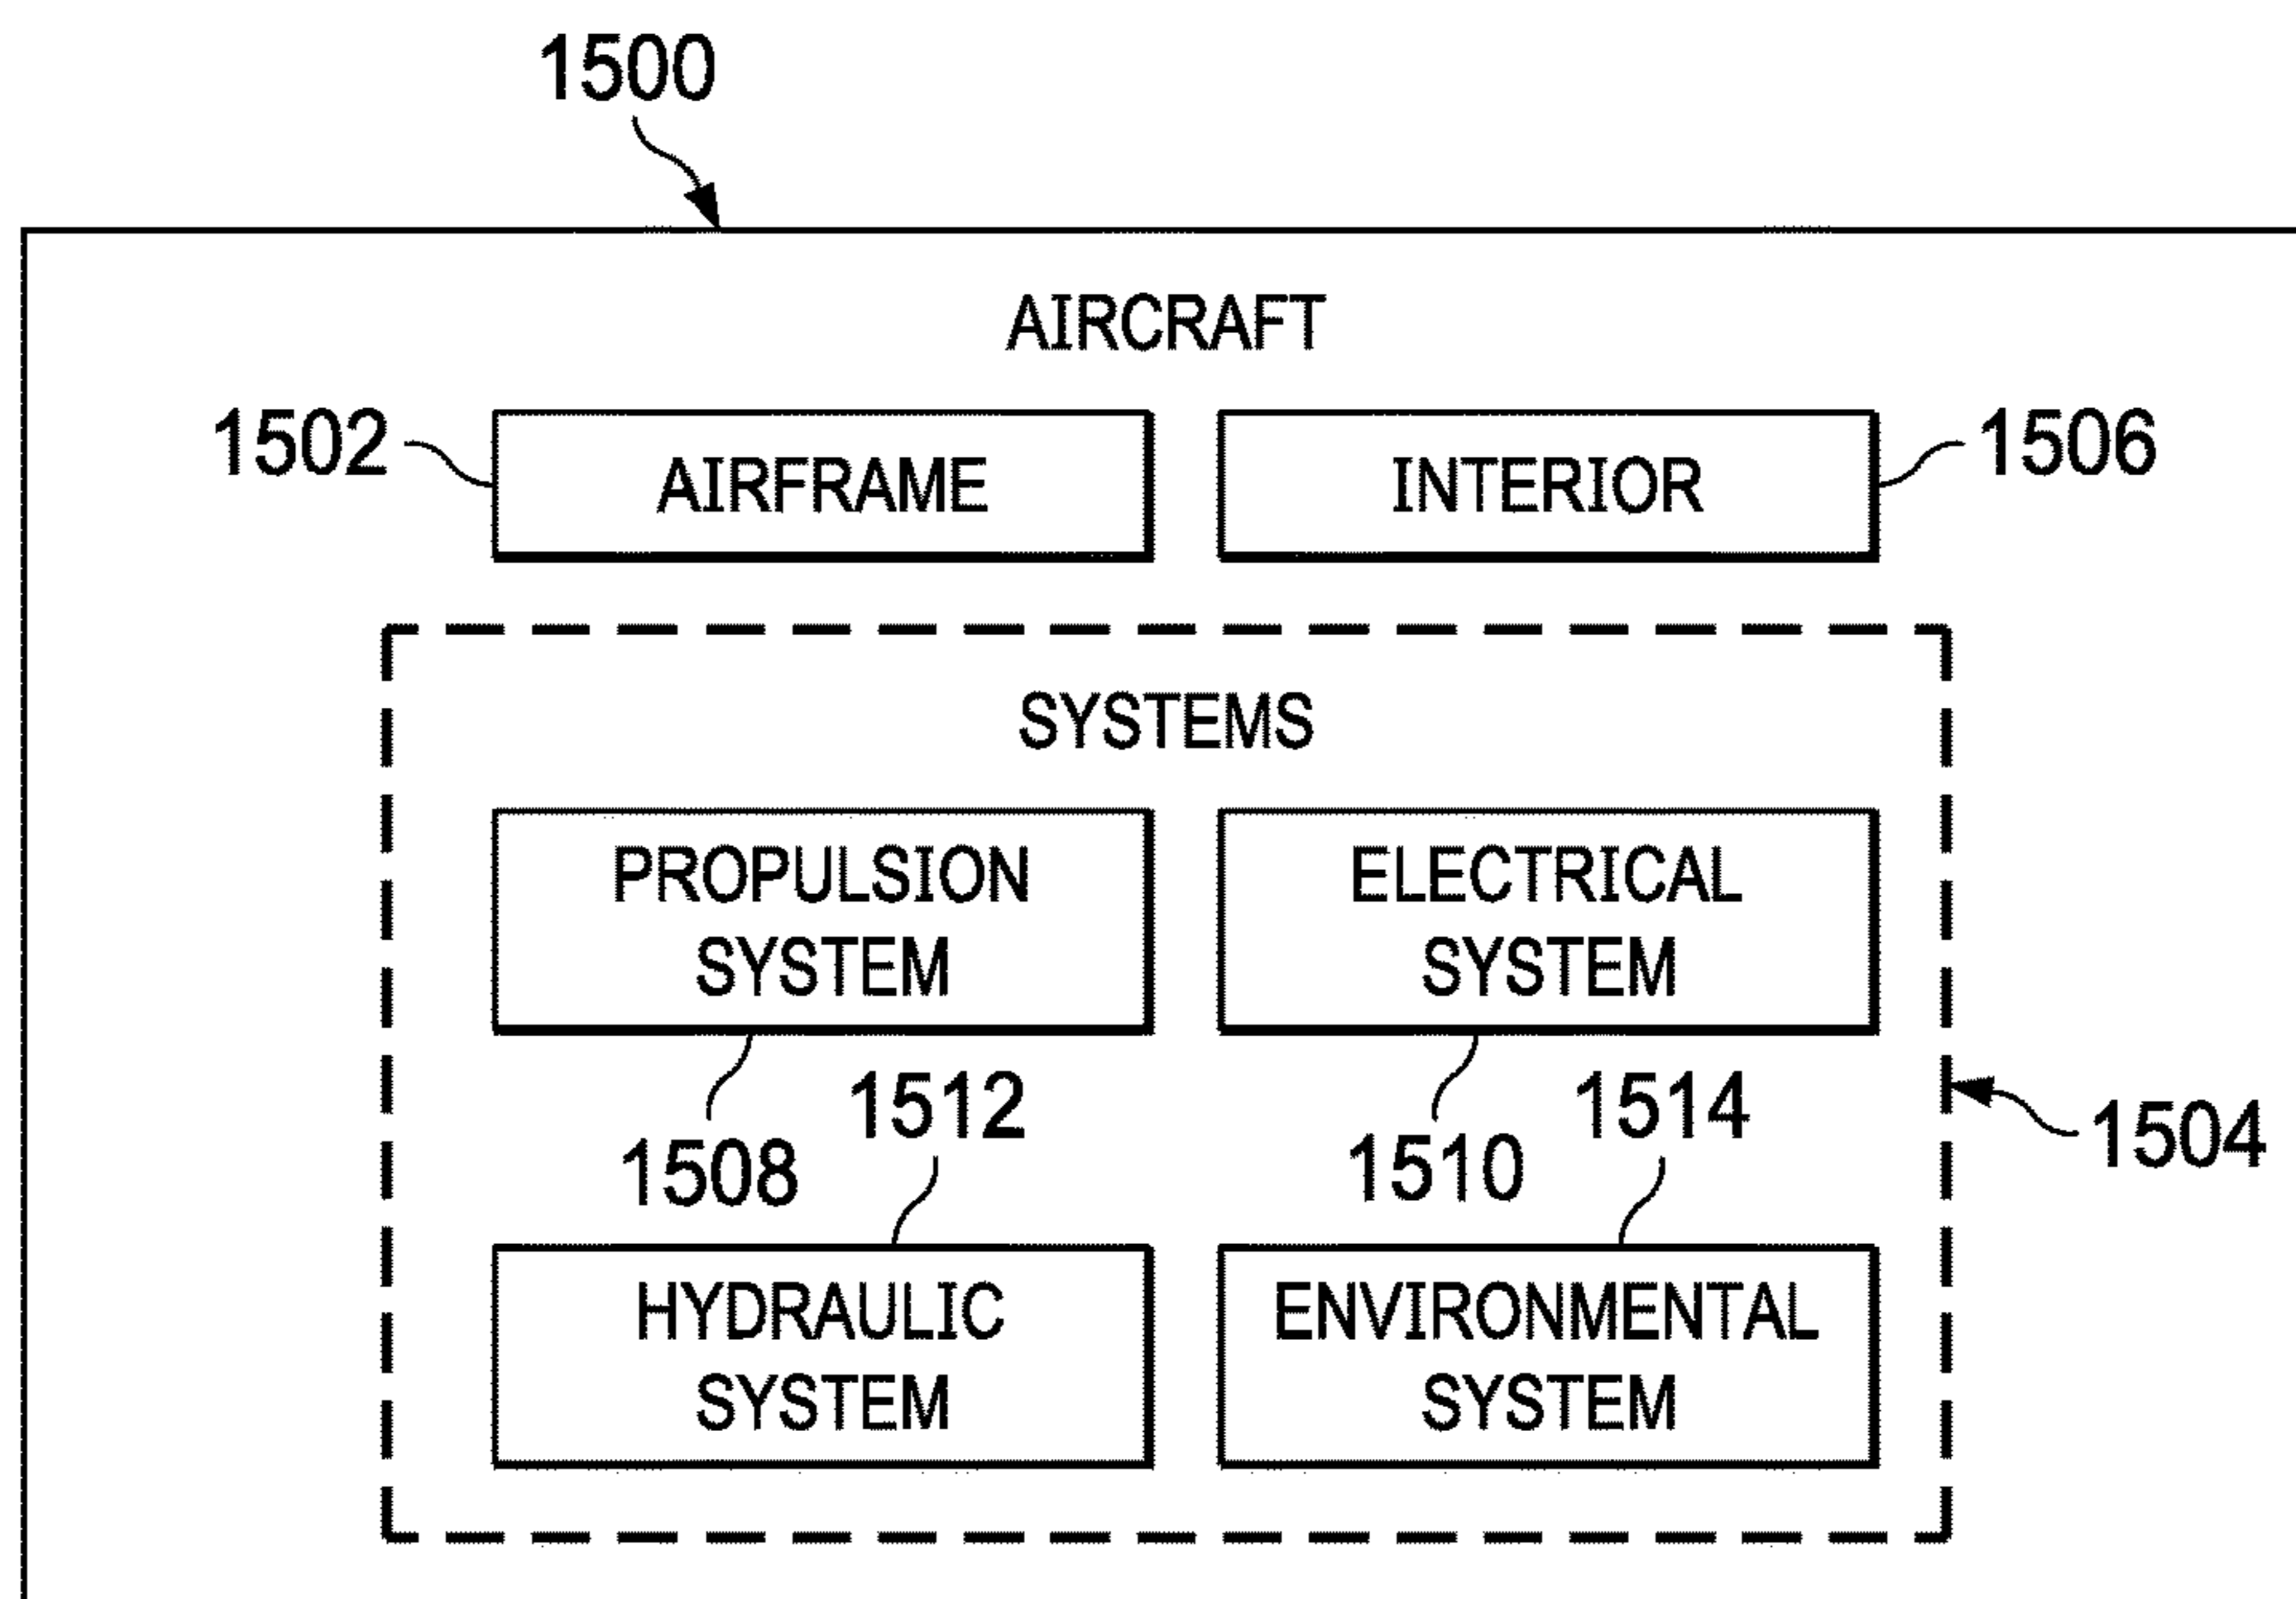 1500
AIRCRAFT
1502
AIRFRAME
INTERIOR
1506
SYSTEMS
PROPULSION
SYSTEM
ELECTRICAL
SYSTEM
1508
1512
1510
1514
1504
HYDRAULIC
SYSTEM
ENVIRONMENTAL
SYSTEM